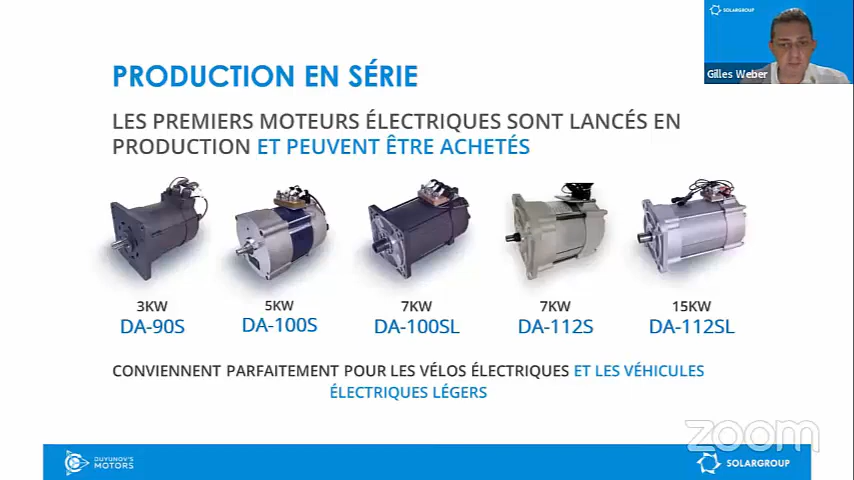 SOLARGROUP
Gilles Weber
PRODUCTION EN SÉRIE
LES PREMIERS MOTEURS ÉLECTRIQUES SONT LANCÉS EN
PRODUCTION ET PEUVENT ÊTRE ACHETÉS
3KW
5KW
7KW
7KW
15KW
DA-90S
DA-100S
DA-100SL
DA-112S
DA-112SL
CONVIENNENT PARFAITEMENT POUR LES VÉLOS ÉLECTRIQUES ET LES VÉHICULES
ÉLECTRIQUES LÉGERS
zoom
DUYUNOV'S
MOTORS
SOLARGROUP